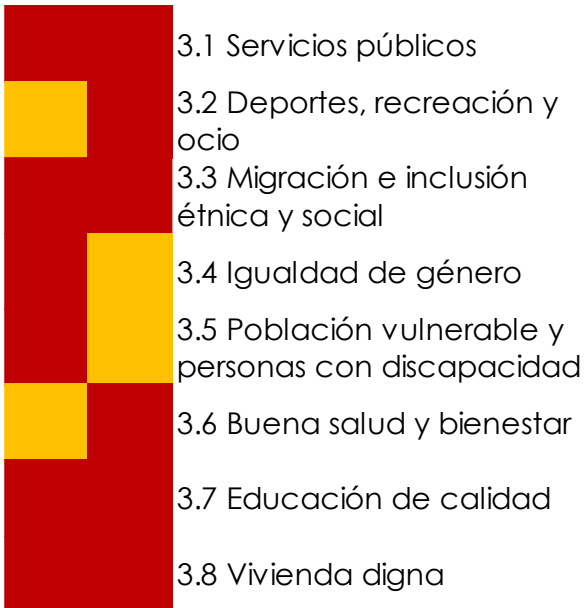 3.1 Servicios públicos
3.2 Deportes, recreación y
ocio
3.3 Migración e inclusión
étnica y social
3.4 Igualdad de género
3.5 Población vulnerable y
personas con discapacidad
3.6 Buena salud y bienestar
3.7 Educación de calidad
3.8 Vivienda digna